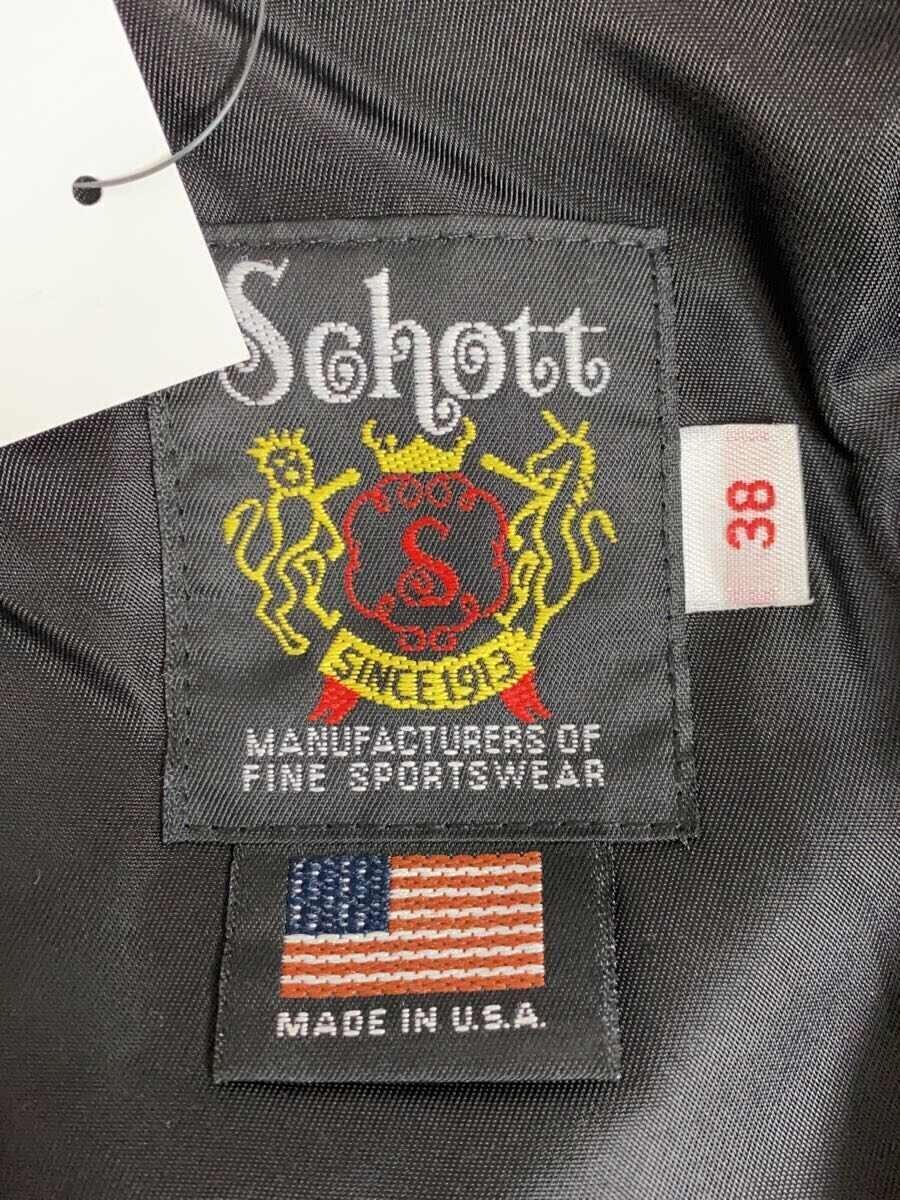 Schott
S
SINCE 1913
MANUFACTURERS OF
FINE SPORTSWEAR
38
MADE IN U.S.A.